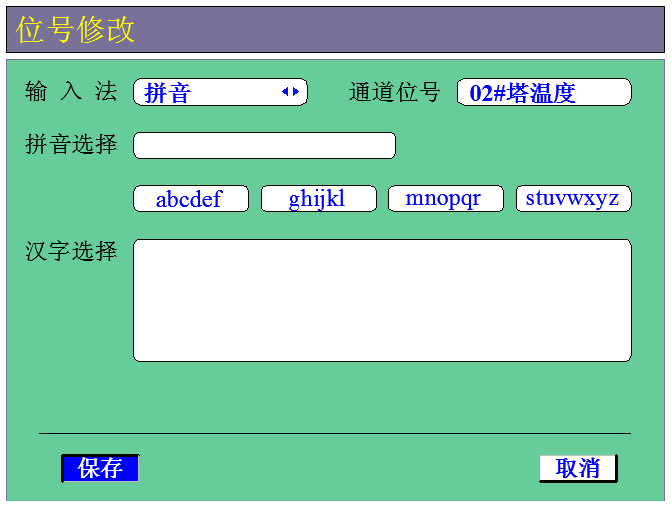 位号修改
输入法 拼音 通道位号 02#塔温度
拼音选择
abcdef ghijkl mnopqr stuvwxyz
汉字选择
保存 取消